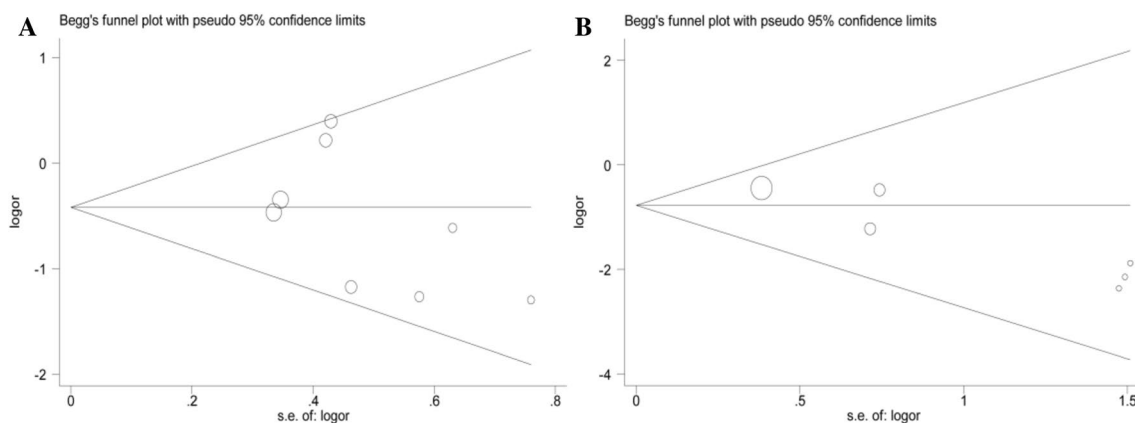 A
Begg's funnel plot with pseudo 95% confidence limits
1
0
-1
-2
logor
0
.2
.4
.6
.8
s.e. of: logor
B
Begg's funnel plot with pseudo 95% confidence limits
2
0
-2
-4
logor
0
.5
1
1.5
s.e. of: logor